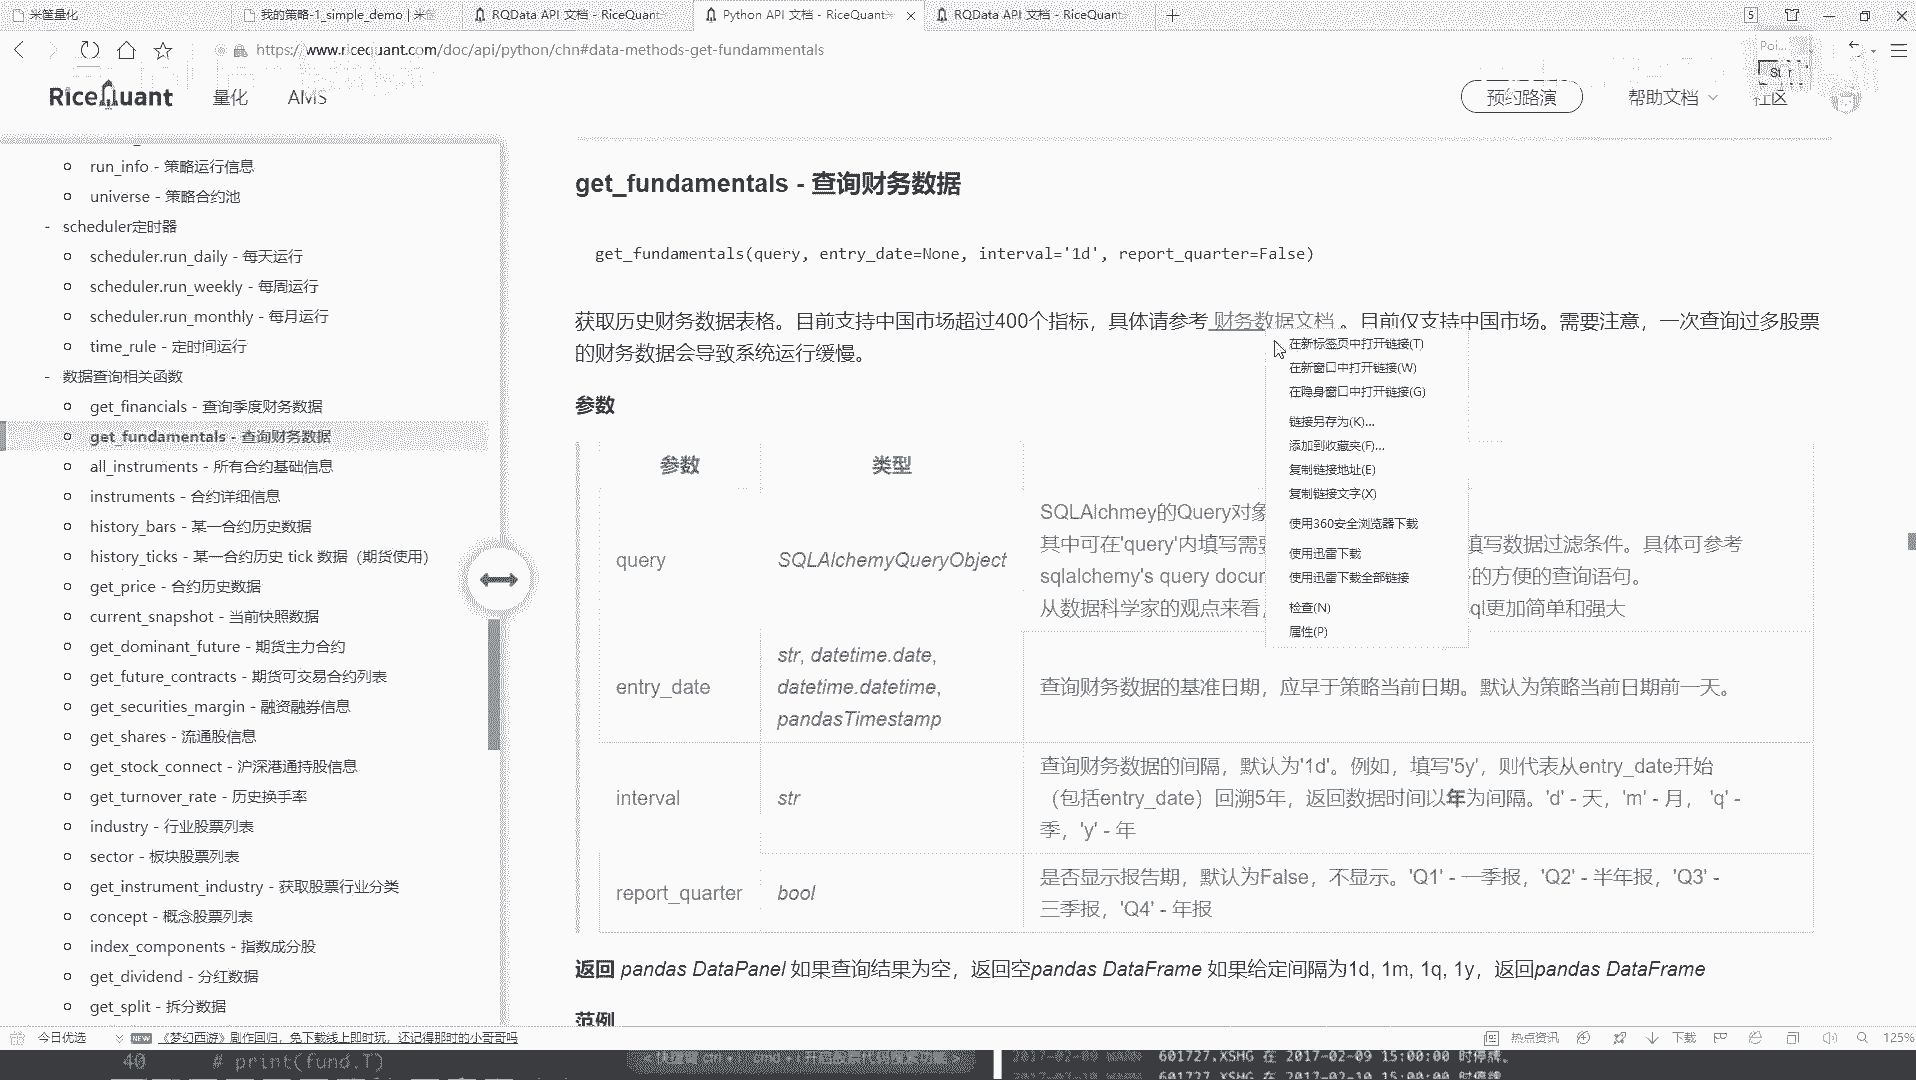 米筐量化
我的策略-1_simple_demo | 米筐
RQData API 文档 - RiceQuant
Python API 文档 - RiceQuant
RQData API 文档 - RiceQuant
5
https://www.ricequant.com/doc/api/python/chn#data-methods-get-fundammentals
RiceQuant
量化
AMS
预约路演
帮助文档
社区
run_info - 策略运行信息
universe - 策略合约池
- scheduler定时器
scheduler.run_daily - 每天运行
scheduler.run_weekly - 每周运行
scheduler.run_monthly - 每月运行
time_rule - 定时间运行
- 数据查询相关函数
get_financials - 查询季度财务数据
get_fundamentals - 查询财务数据
all_instruments - 所有合约基础信息
instruments - 合约详细信息
history_bars - 某一合约历史数据
history_ticks - 某一合约历史 tick 数据（期货使用）
get_price - 合约历史数据
current_snapshot - 当前快照数据
get_dominant_future - 期货主力合约
get_future_contracts - 期货可交易合约列表
get_securities_margin - 融资融券信息
get_shares - 流通股信息
get_stock_connect - 沪深港通持股信息
get_turnover_rate - 历史换手率
industry - 行业股票列表
sector - 板块股票列表
get_instrument_industry - 获取股票行业分类
concept - 概念股票列表
index_components - 指数成分股
get_dividend - 分红数据
get_split - 拆分数据
get_fundamentals - 查询财务数据
get_fundamentals(query, entry_date=None, interval='1d', report_quarter=False)
获取历史财务数据表格。目前支持中国市场超过400个指标，具体请参考 财务数据文档 。目前仅支持中国市场。需要注意，一次查询过多股票
的财务数据会导致系统运行缓慢。
参数
参数 类型
query
SQLAlchemyQueryObject
SQLAlchmey的Query对象
其中可在'query'内填写需要 填写数据过滤条件。具体可参考
sqlalchemy's query docu 的方便的查询语句。
从数据科学家的观点来看， ql更加简单和强大
entry_date
str, datetime.date,
datetime.datetime,
pandasTimestamp
查询财务数据的基准日期，应早于策略当前日期。默认为策略当前日期前一天。
interval
str
查询财务数据的间隔，默认为'1d'。例如，填写'5y'，则代表从entry_date开始
（包括entry_date）回溯5年，返回数据时间以年为间隔。'd' - 天，'m' - 月， 'q' -
季，'y' - 年
report_quarter
bool
是否显示报告期，默认为False，不显示。'Q1' - 一季报，'Q2' - 半年报，'Q3' -
三季报，'Q4' - 年报
返回 pandas DataPanel 如果查询结果为空，返回空pandas DataFrame 如果给定间隔为1d, 1m, 1q, 1y，返回pandas DataFrame
范例
在新标签页中打开链接(T)
在新窗口中打开链接(W)
在隐身窗口中打开链接(G)
链接另存为(K)...
添加到收藏夹(F)...
复制链接地址(E)
复制链接文字(X)
使用360安全浏览器下载
使用迅雷下载
使用迅雷下载全部链接
检查(N)
属性(P)
今日优选
NEW
《梦幻西游》剧作回归，免下载线上即时玩，还记得那时的小哥哥吗
热点资讯
下载
125%
40 # print(fund.T)
601727.XSHG 在 2017-02-09 15:00:00 时停牌。
601727.XSHG 在 2017-02-10 15:00:00 时停牌。